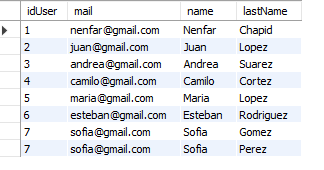 idUser mail name lastName
1 nenfar@gmail.com Nenfar Chapid
2 juan@gmail.com Juan Lopez
3 andrea@gmail.com Andrea Suarez
4 camilo@gmail.com Camilo Cortez
5 maria@gmail.com Maria Lopez
6 esteban@gmail.com Esteban Rodriguez
7 sofia@gmail.com Sofia Gomez
7 sofia@gmail.com Sofia Perez